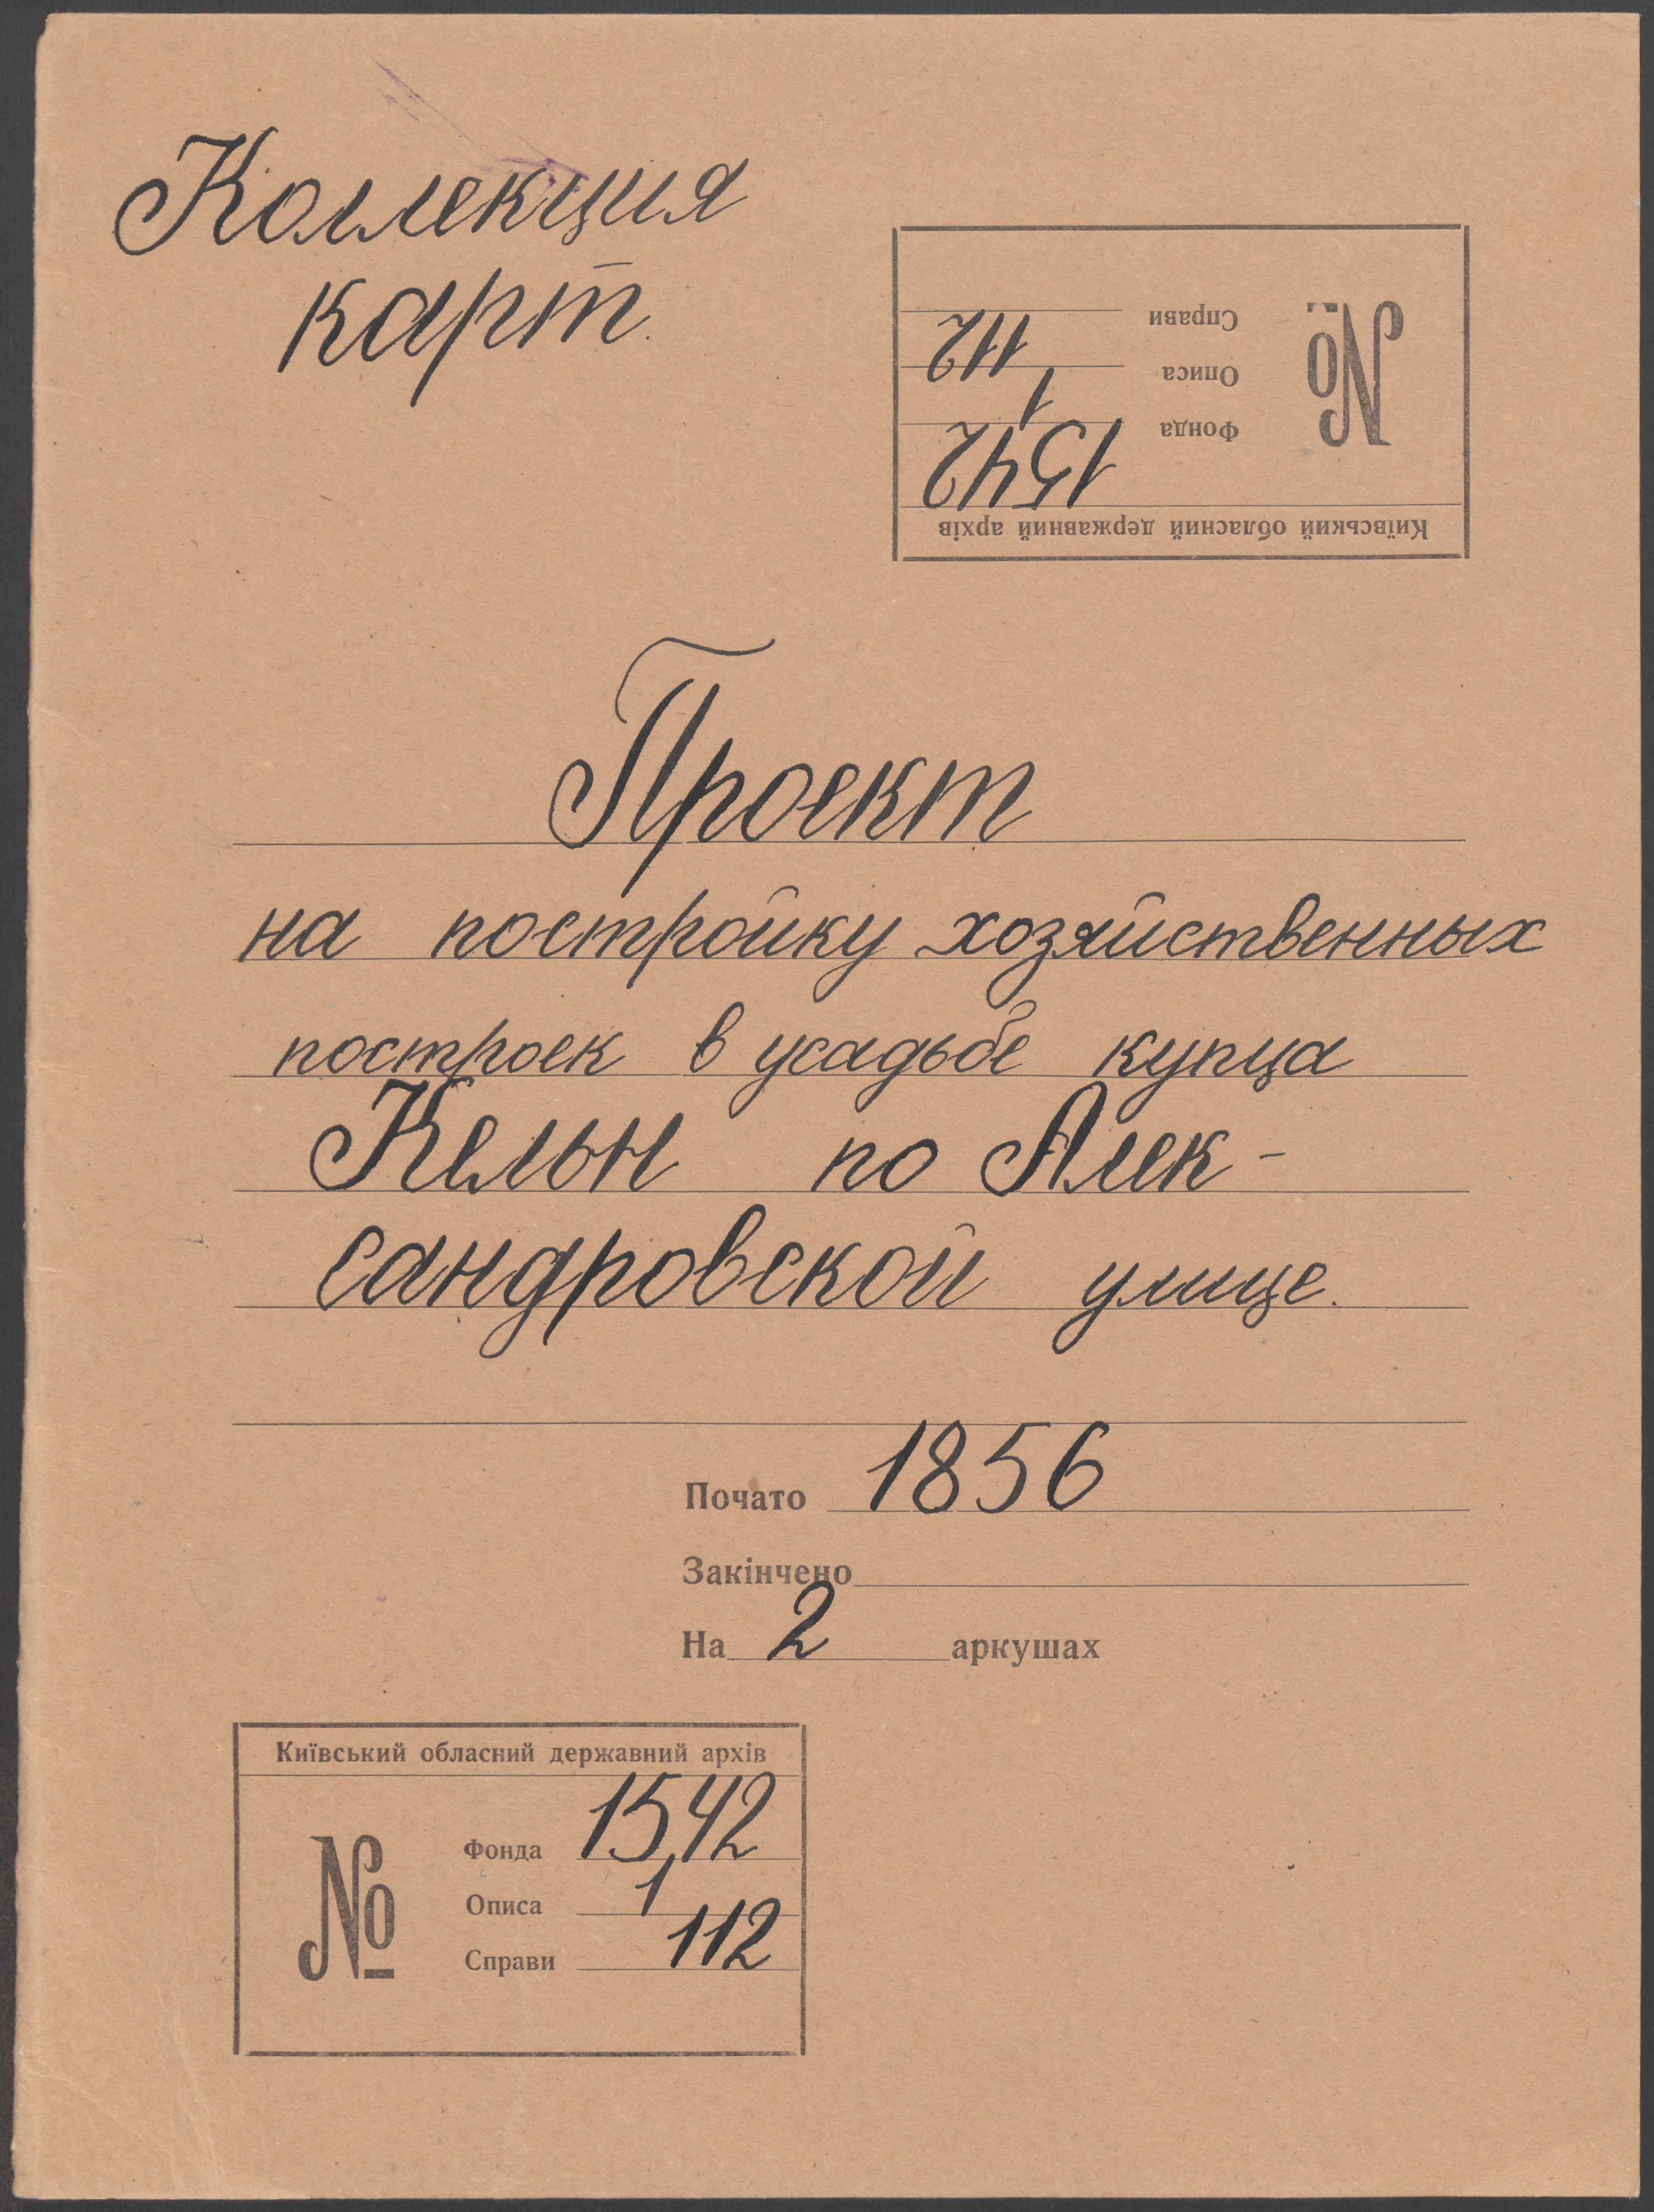 Коллекция
карт.
Київський обласний державний архів
№
Фонда 1542
Описа 1
Справи 112
Проект
на постройку хозяйственных
построек в усадьбе купца
Кельн по Алек-
сандровской улице.
Почато 1856
Закінчено
На 2 аркушах
Київський обласний державний архів
№
Фонда 1542
Описа 1
Справи 112